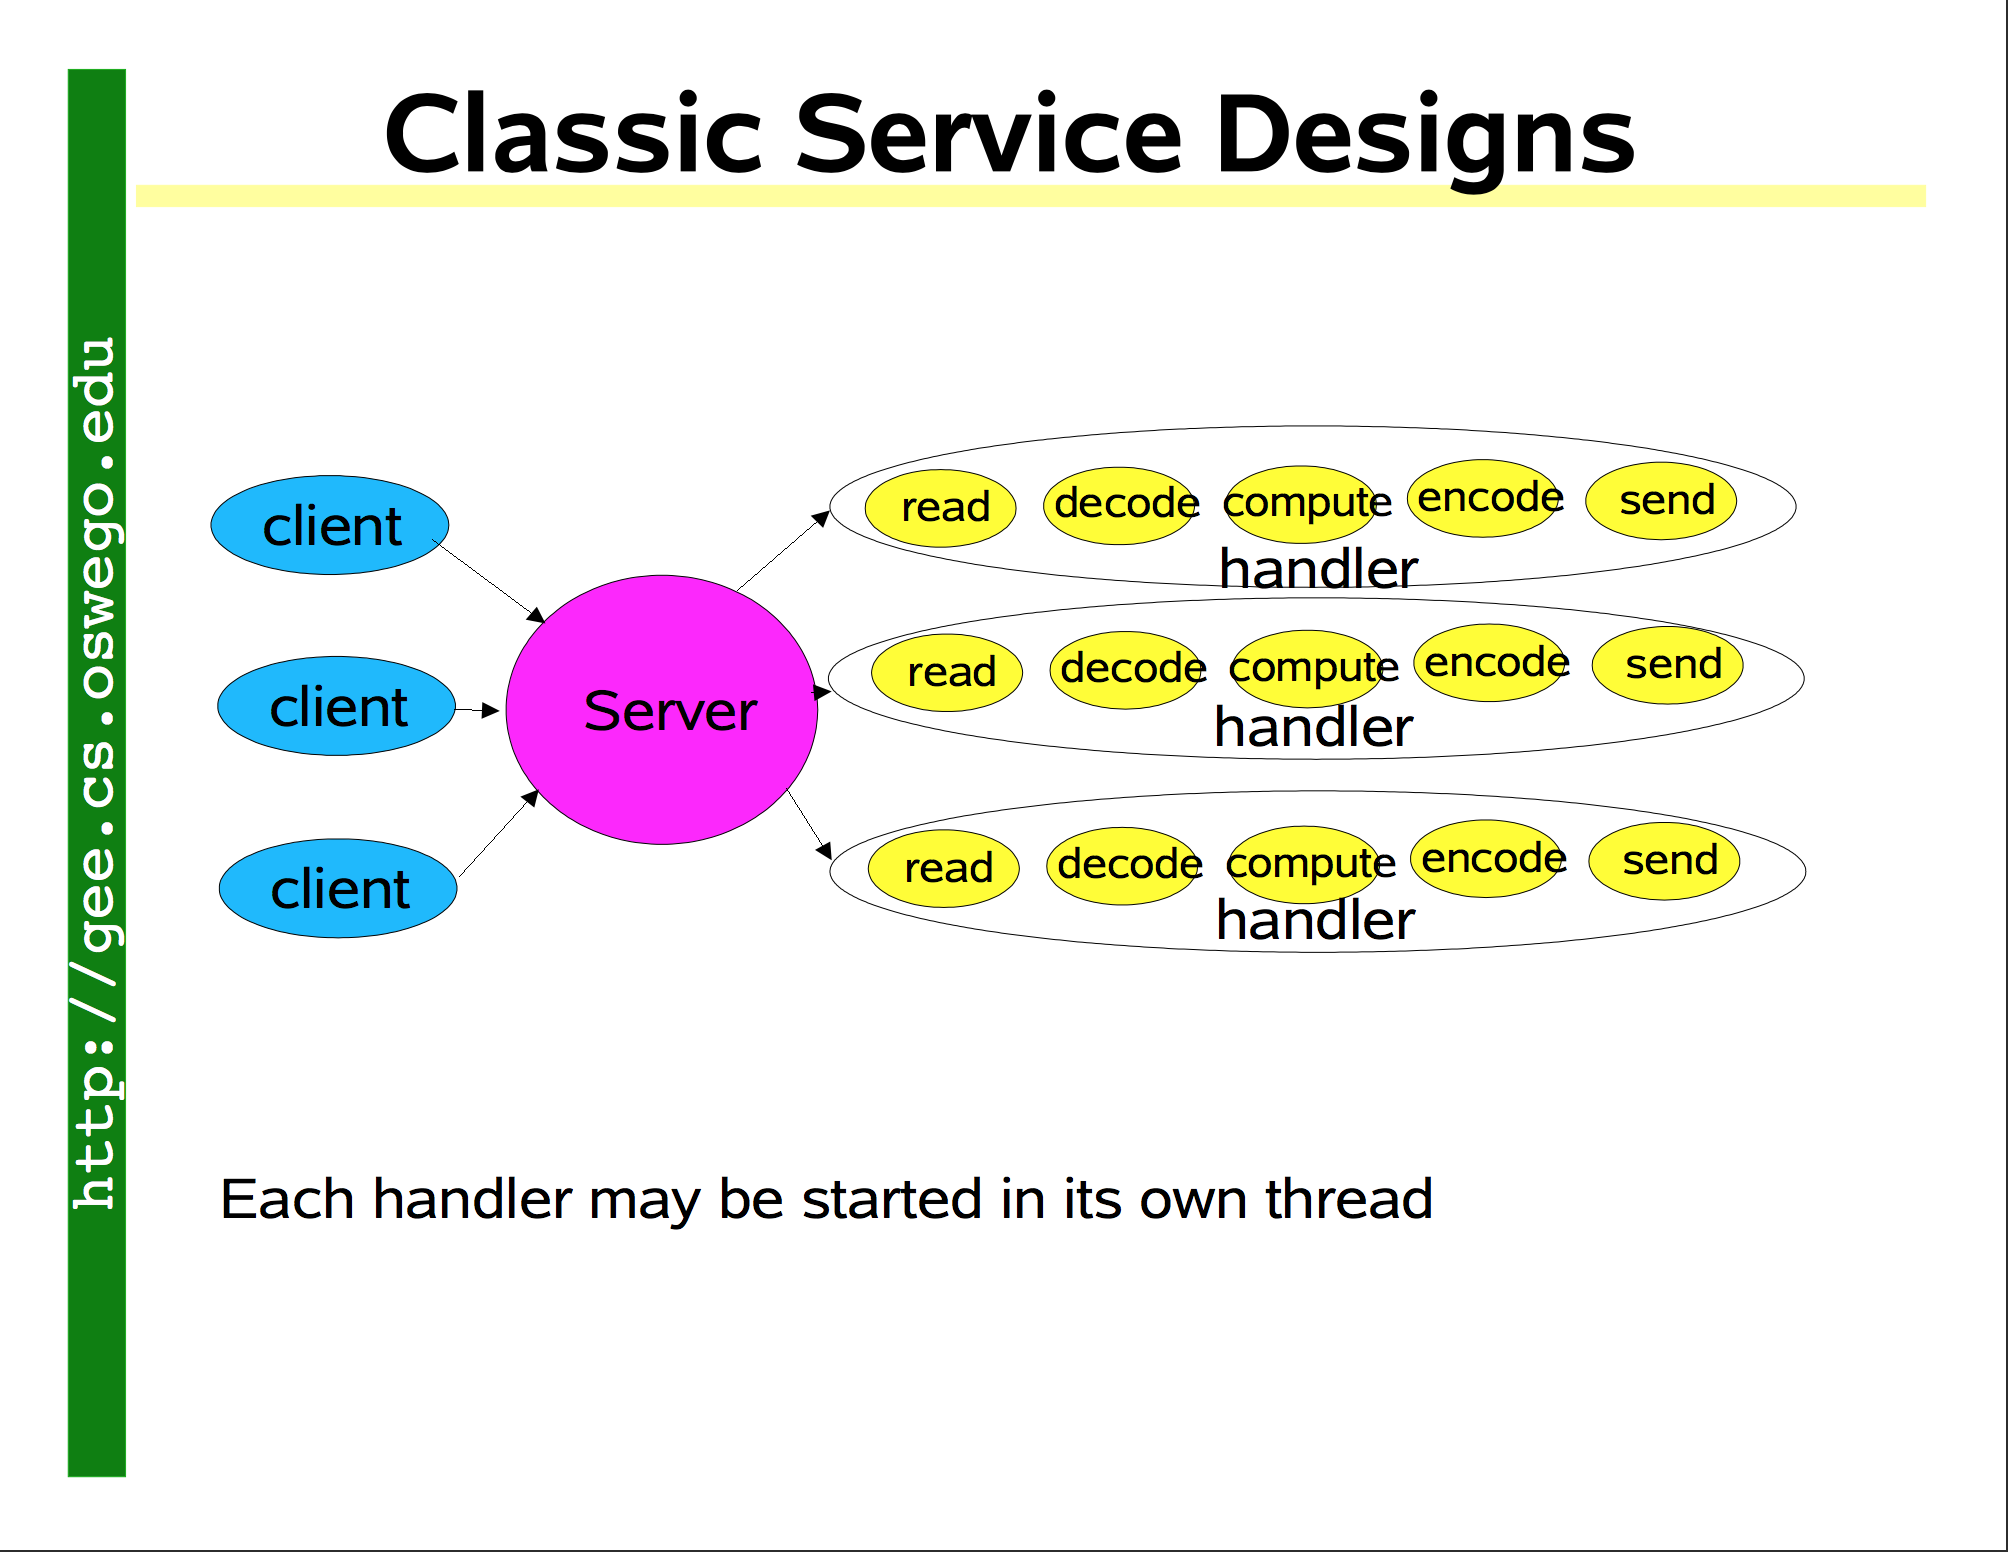 Classic Service Designs
http://gee.cs.oswego.edu
client
client
client
Server
read decode compute encode send
handler
read decode compute encode send
handler
read decode compute encode send
handler
Each handler may be started in its own thread